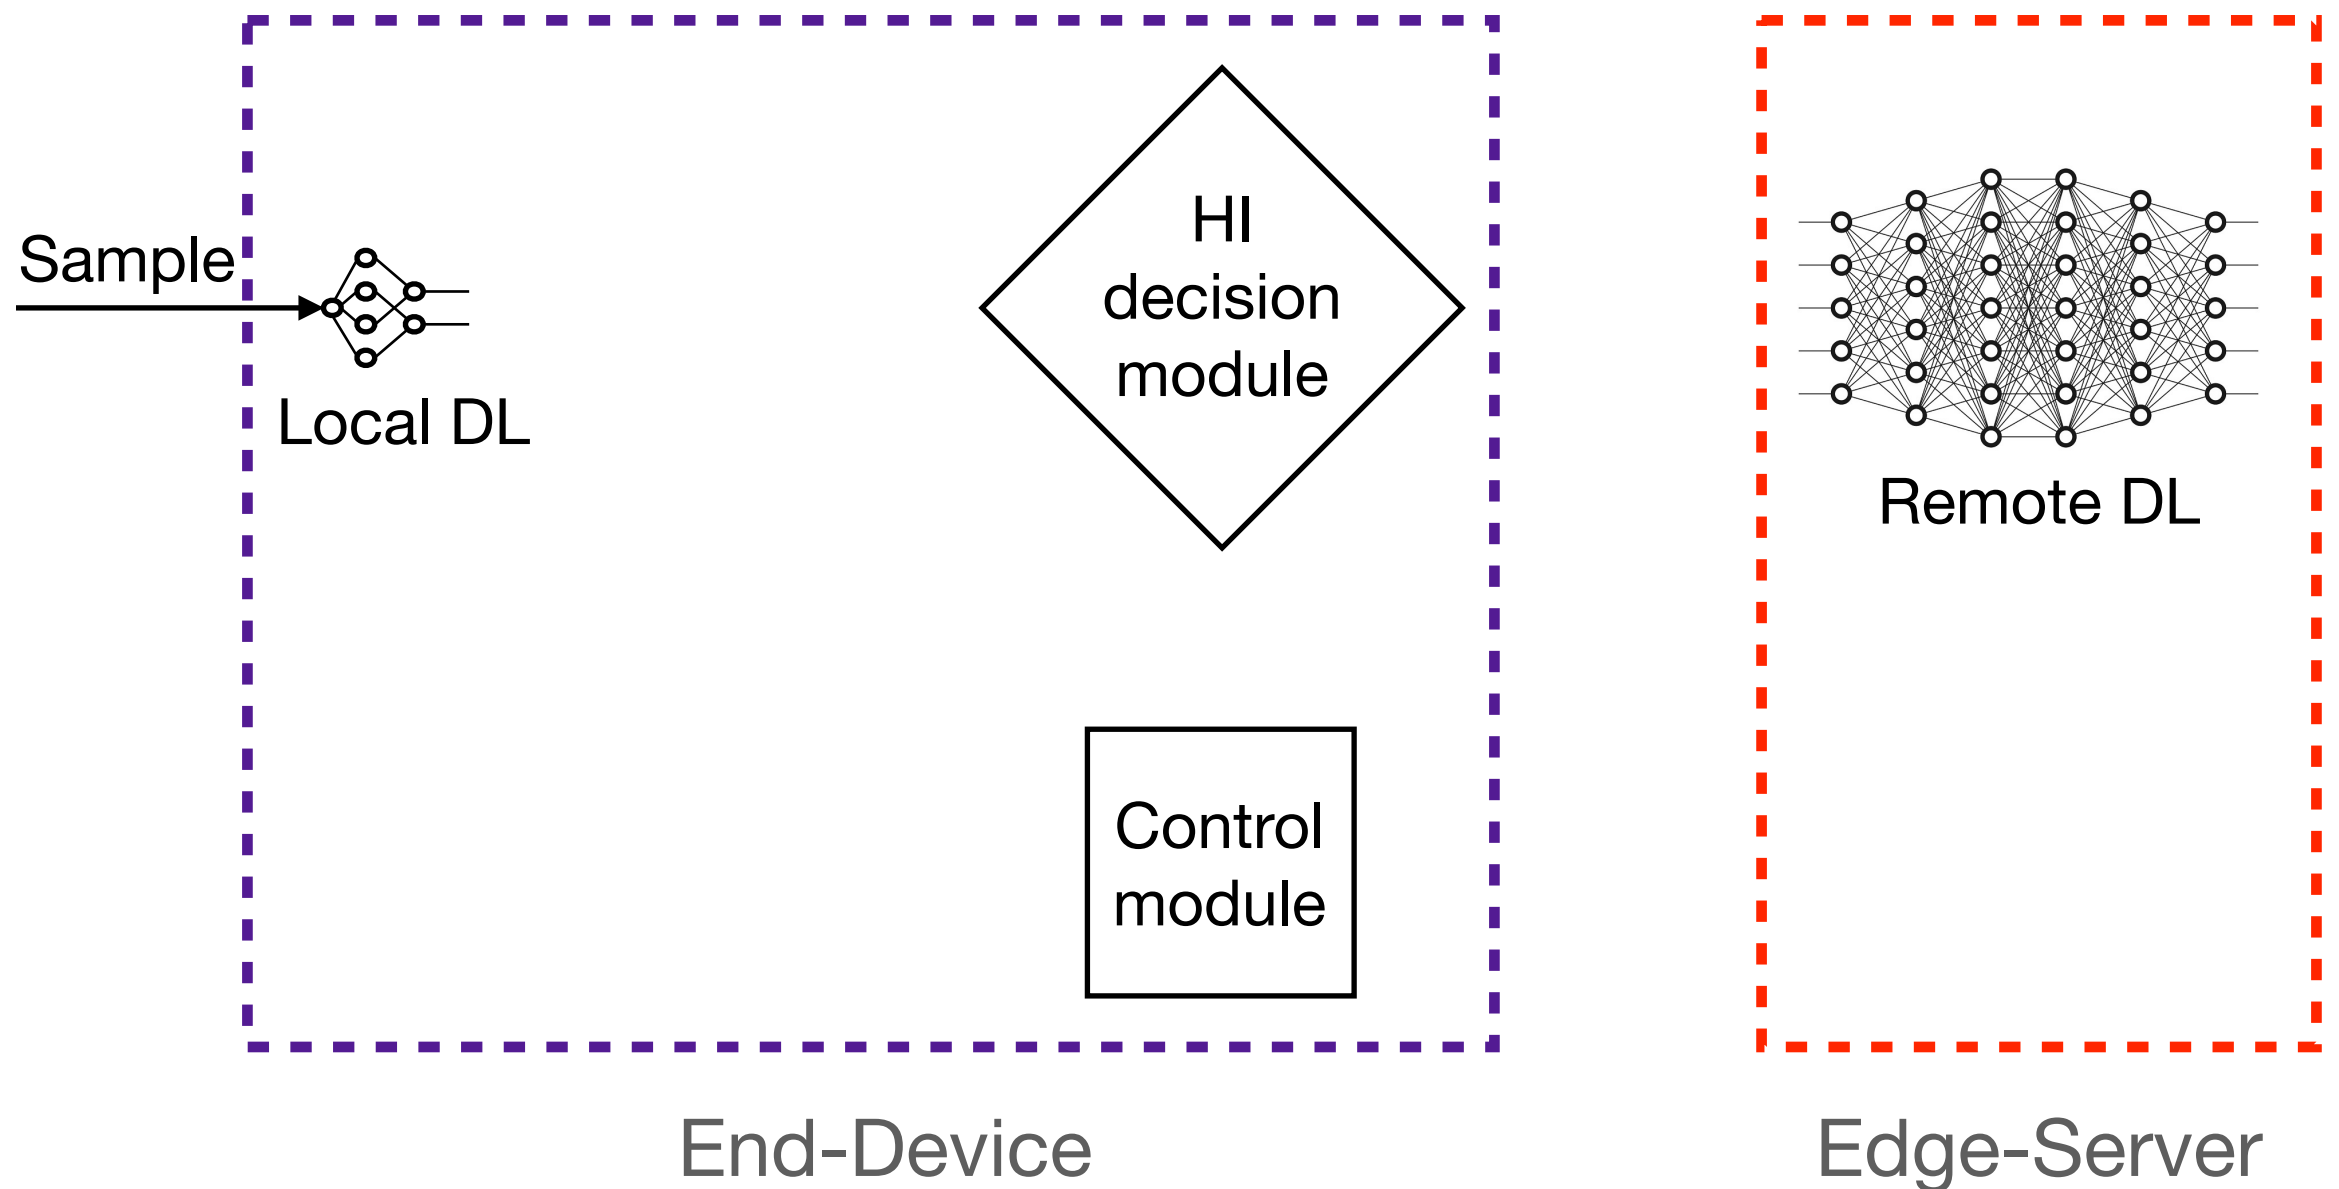 Sample
Local DL
HI
decision
module
Control
module
Remote DL
End-Device
Edge-Server